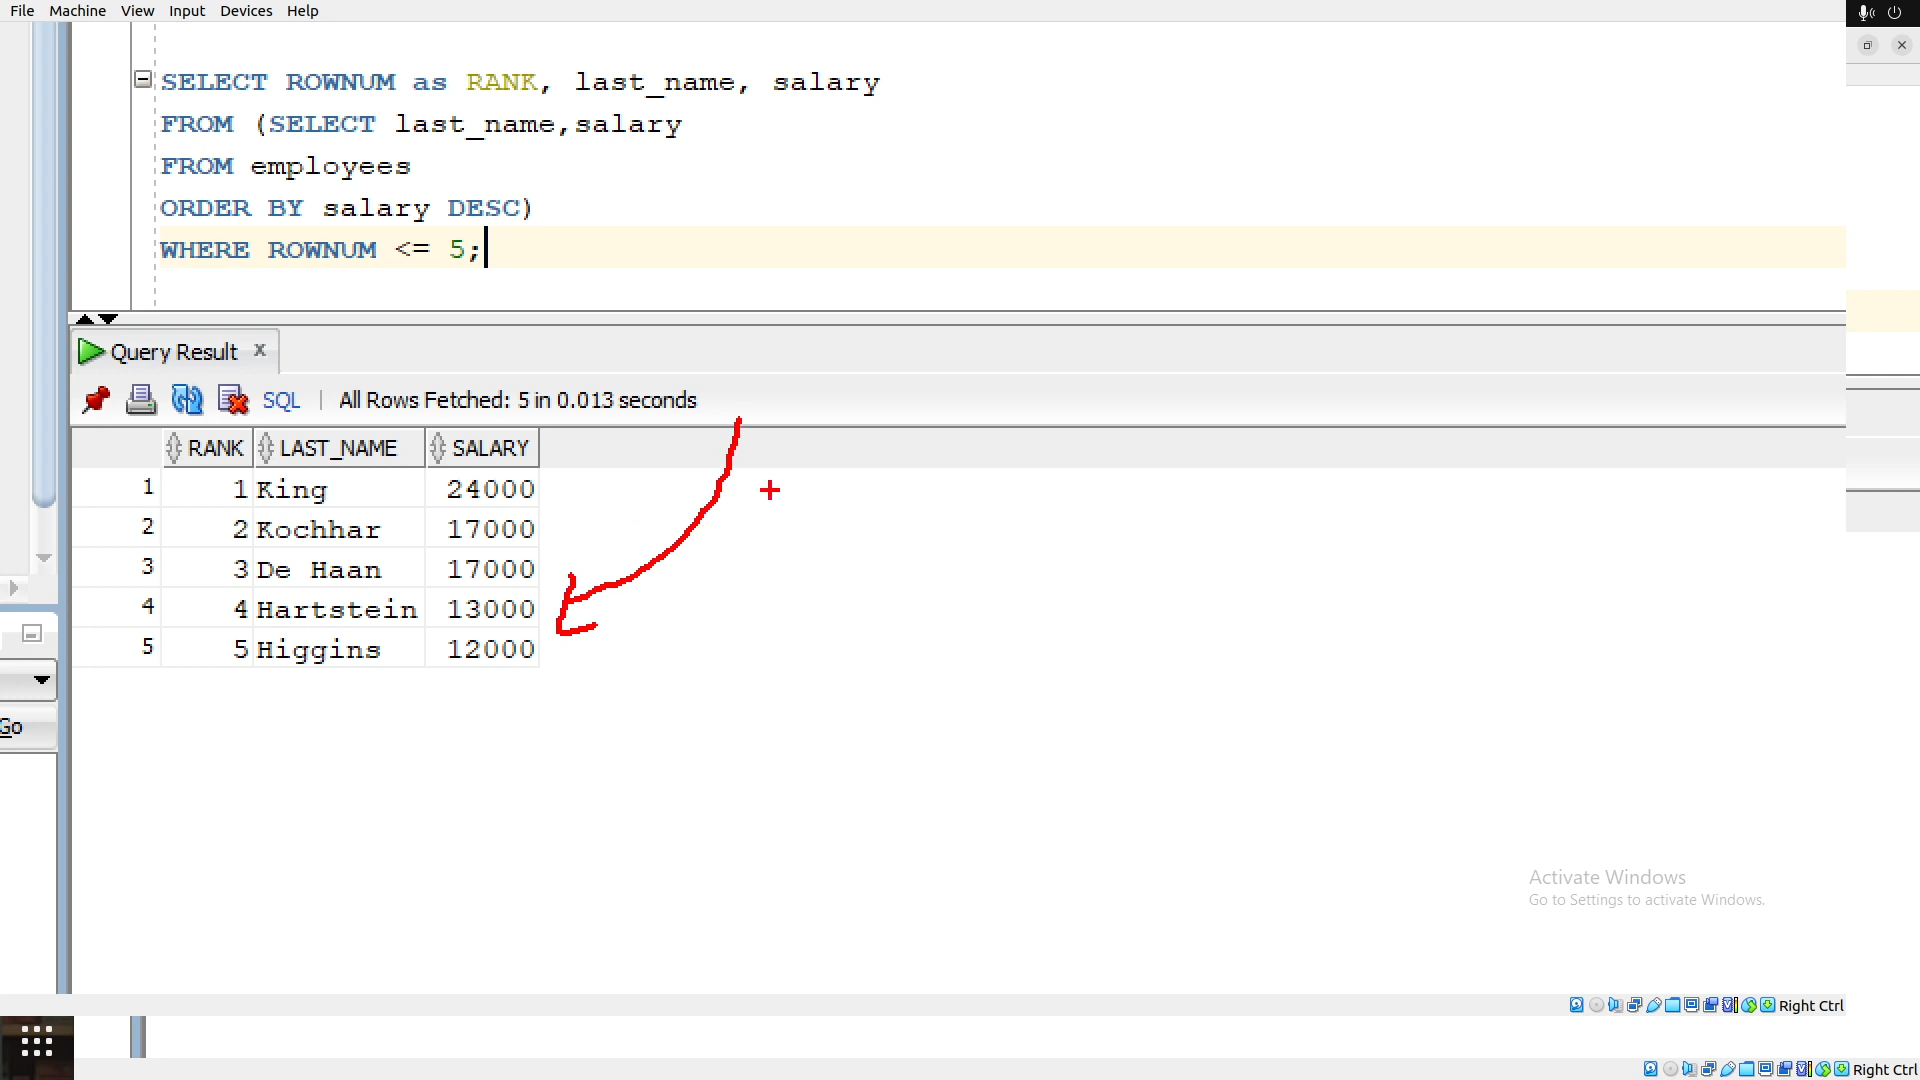 File Machine View Input Devices Help
SELECT ROWNUM as RANK, last_name, salary
FROM (SELECT last_name,salary
FROM employees
ORDER BY salary DESC)
WHERE ROWNUM <= 5;
Query Result x
SQL | All Rows Fetched: 5 in 0.013 seconds
RANK LAST_NAME SALARY
1 1 King 24000
2 2 Kochhar 17000
3 3 De Haan 17000
4 4 Hartstein 13000
5 5 Higgins 12000
Go
Activate Windows
Go to Settings to activate Windows.
Right Ctrl
Right Ctrl